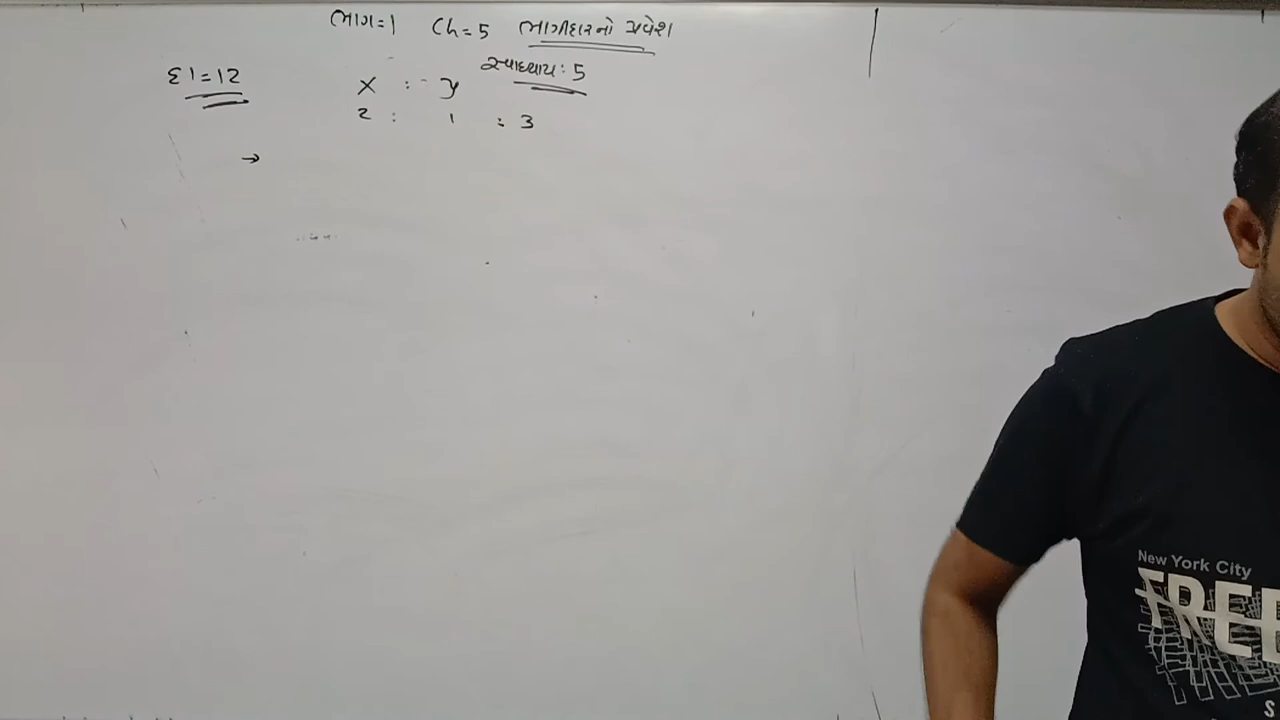 ભાગ=1 Ch=5 ભાગીદારનો પ્રવેશ
સ્વાધ્યાય: 5
દા=12 X : Y
2 : 1 : 3
→
New York City
FREE
S